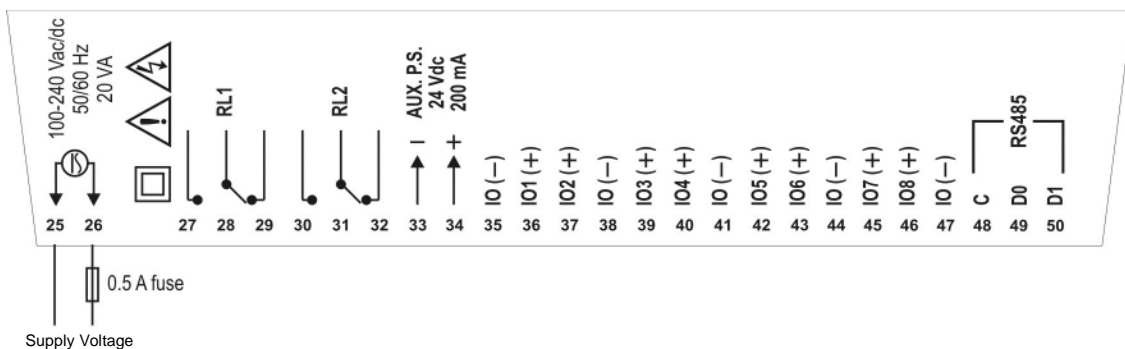 100-240 Vac/dc
50/60 Hz
20 VA
RL1
RL2
AUX. P.S.
24 Vdc
200 mA
− +
IO (−)
IO1 (+)
IO2 (+)
IO (−)
IO3 (+)
IO4 (+)
IO (−)
IO5 (+)
IO6 (+)
IO (−)
IO7 (+)
IO8 (+)
IO (−)
RS485
C
D0
D1
25 26 27 28 29 30 31 32 33 34 35 36 37 38 39 40 41 42 43 44 45 46 47 48 49 50
0.5 A fuse
Supply Voltage